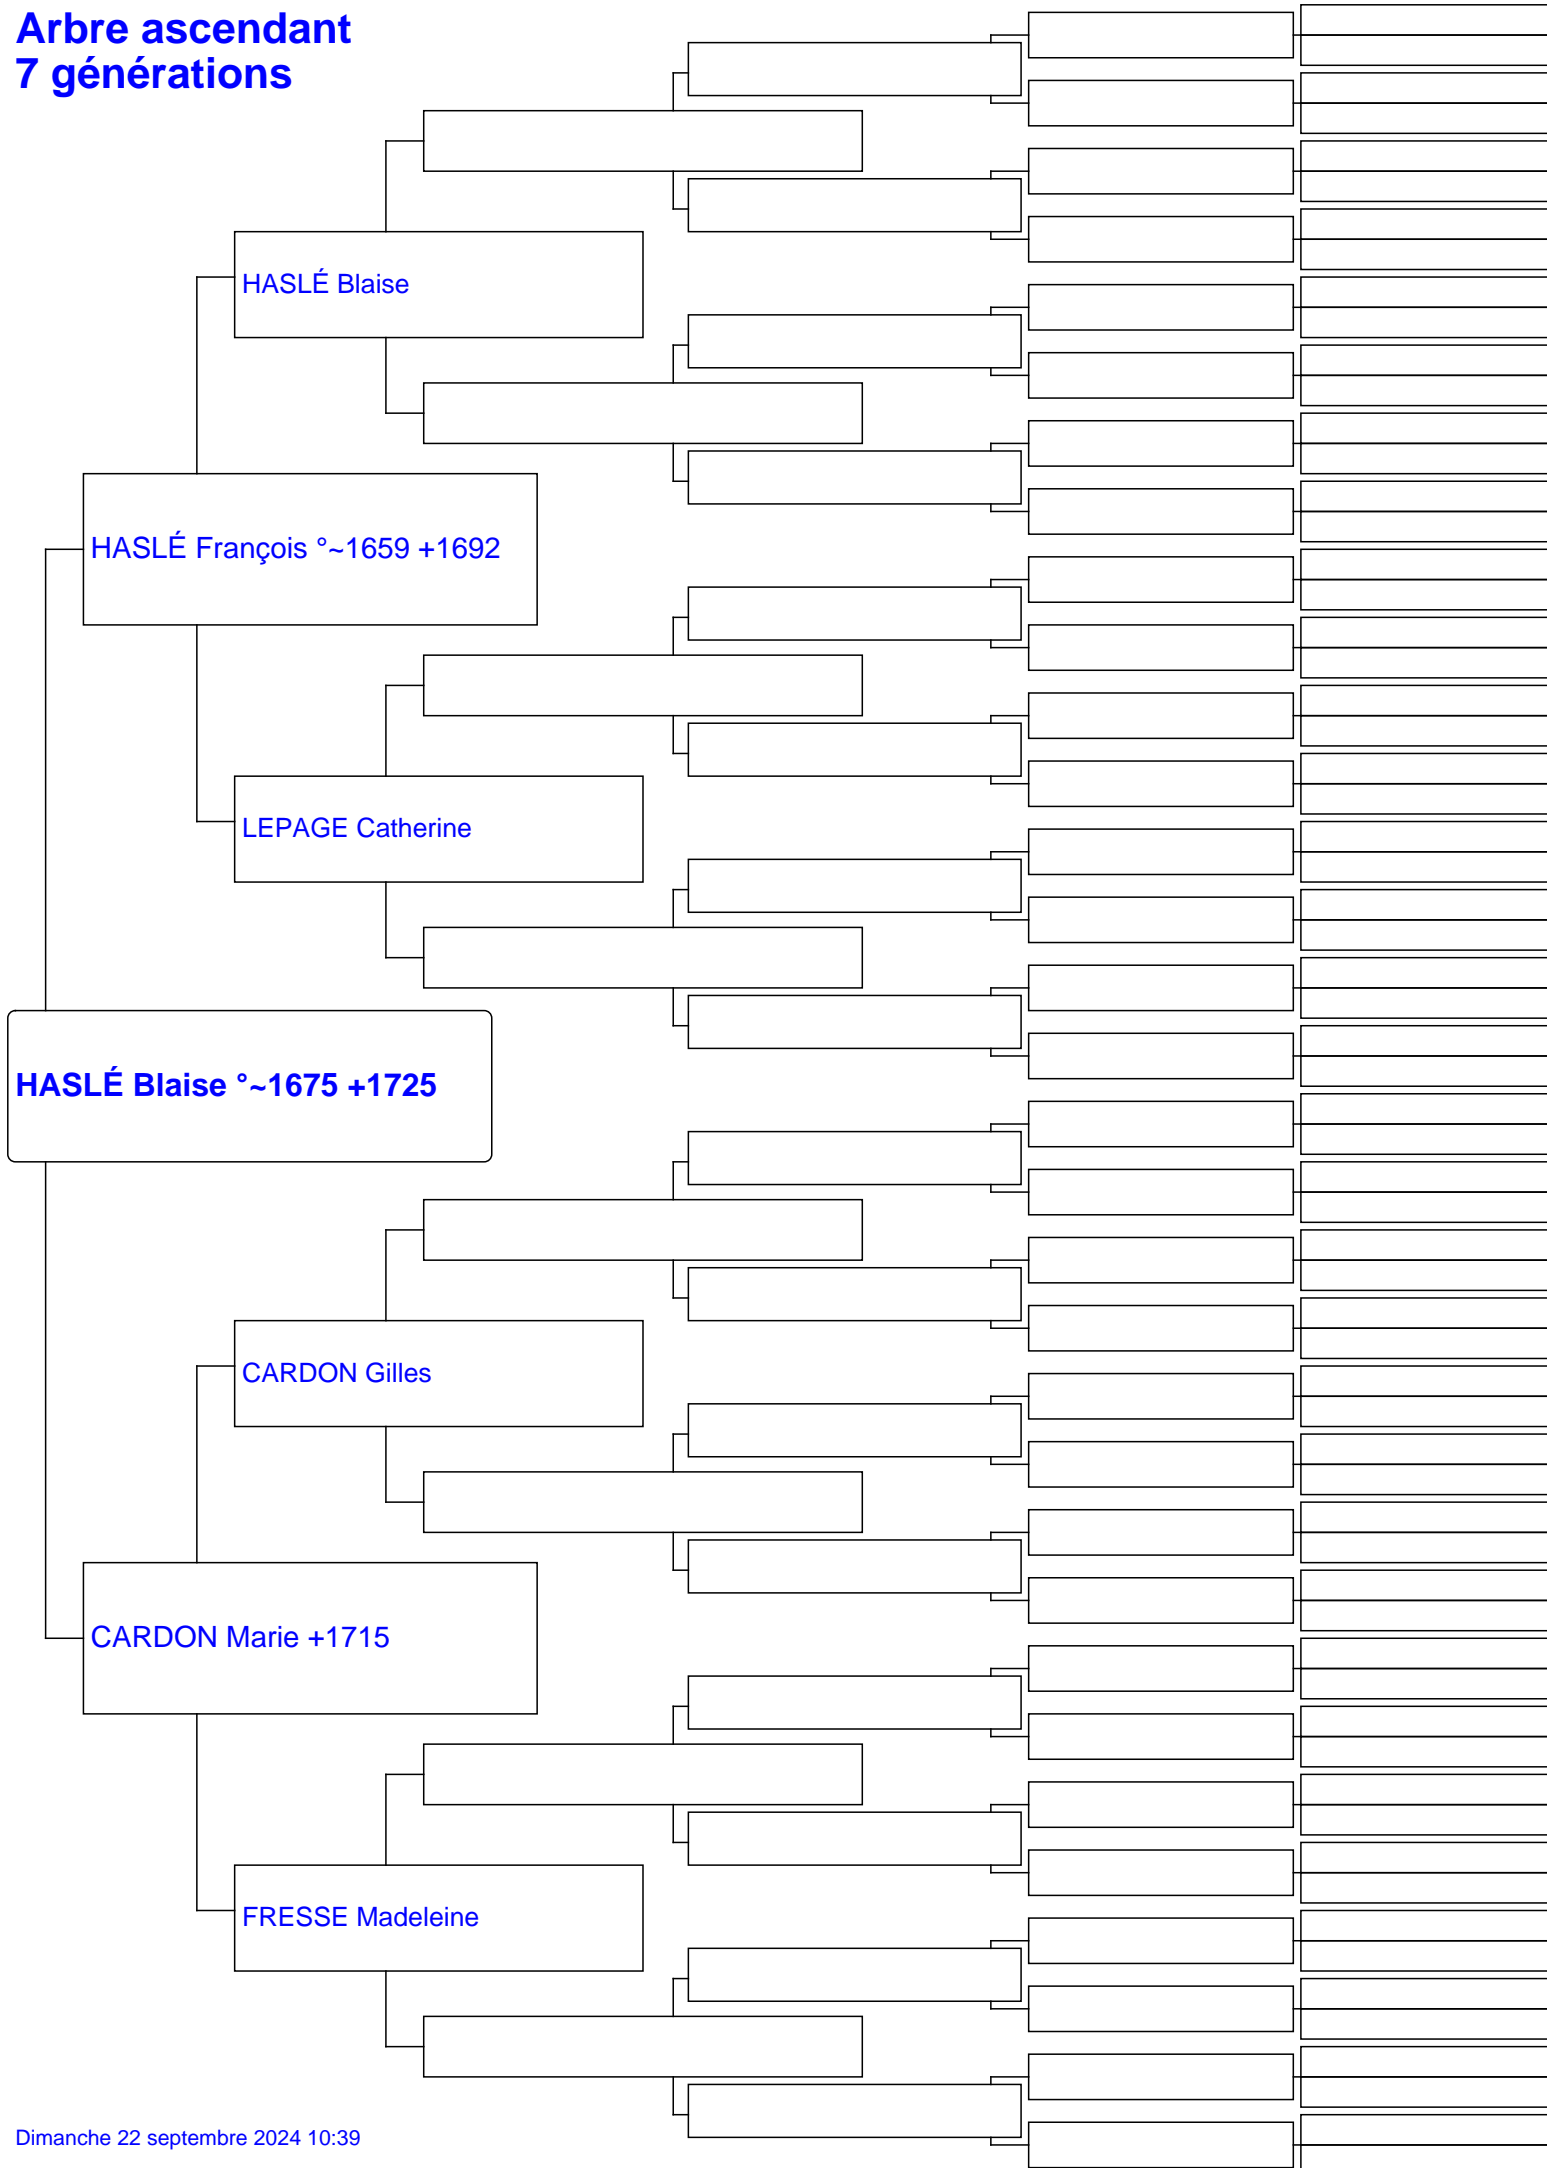 Arbre ascendant
7 générations
HASLÉ Blaise
HASLÉ François °~1659 +1692
LEPAGE Catherine
HASLÉ Blaise °~1675 +1725
CARDON Gilles
CARDON Marie +1715
FRESSE Madeleine
Dimanche 22 septembre 2024 10:39